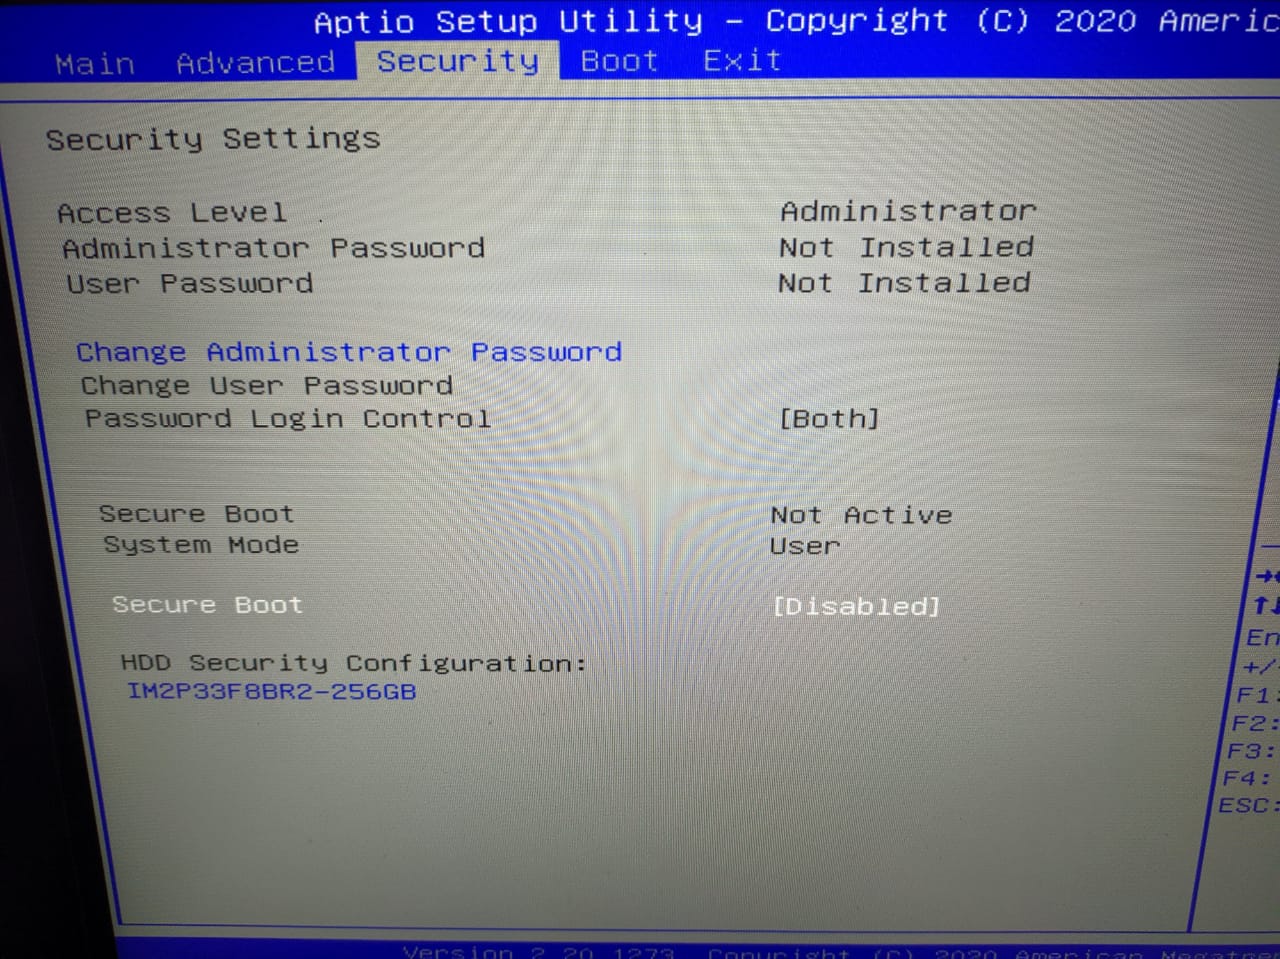 Aptio Setup Utility – Copyright (C) 2020 Americ
Main Advanced Security Boot Exit
Security Settings
Access Level Administrator
Administrator Password Not Installed
User Password Not Installed
Change Administrator Password
Change User Password
Password Login Control [Both]
Secure Boot Not Active
System Mode User
Secure Boot [Disabled]
HDD Security Configuration:
IM2P33F8BR2-256GB
→
↑↓
En
+/
F1:
F2:
F3:
F4:
ESC:
Version 2.20.1273. Copyright (C) 2020 American Megatre